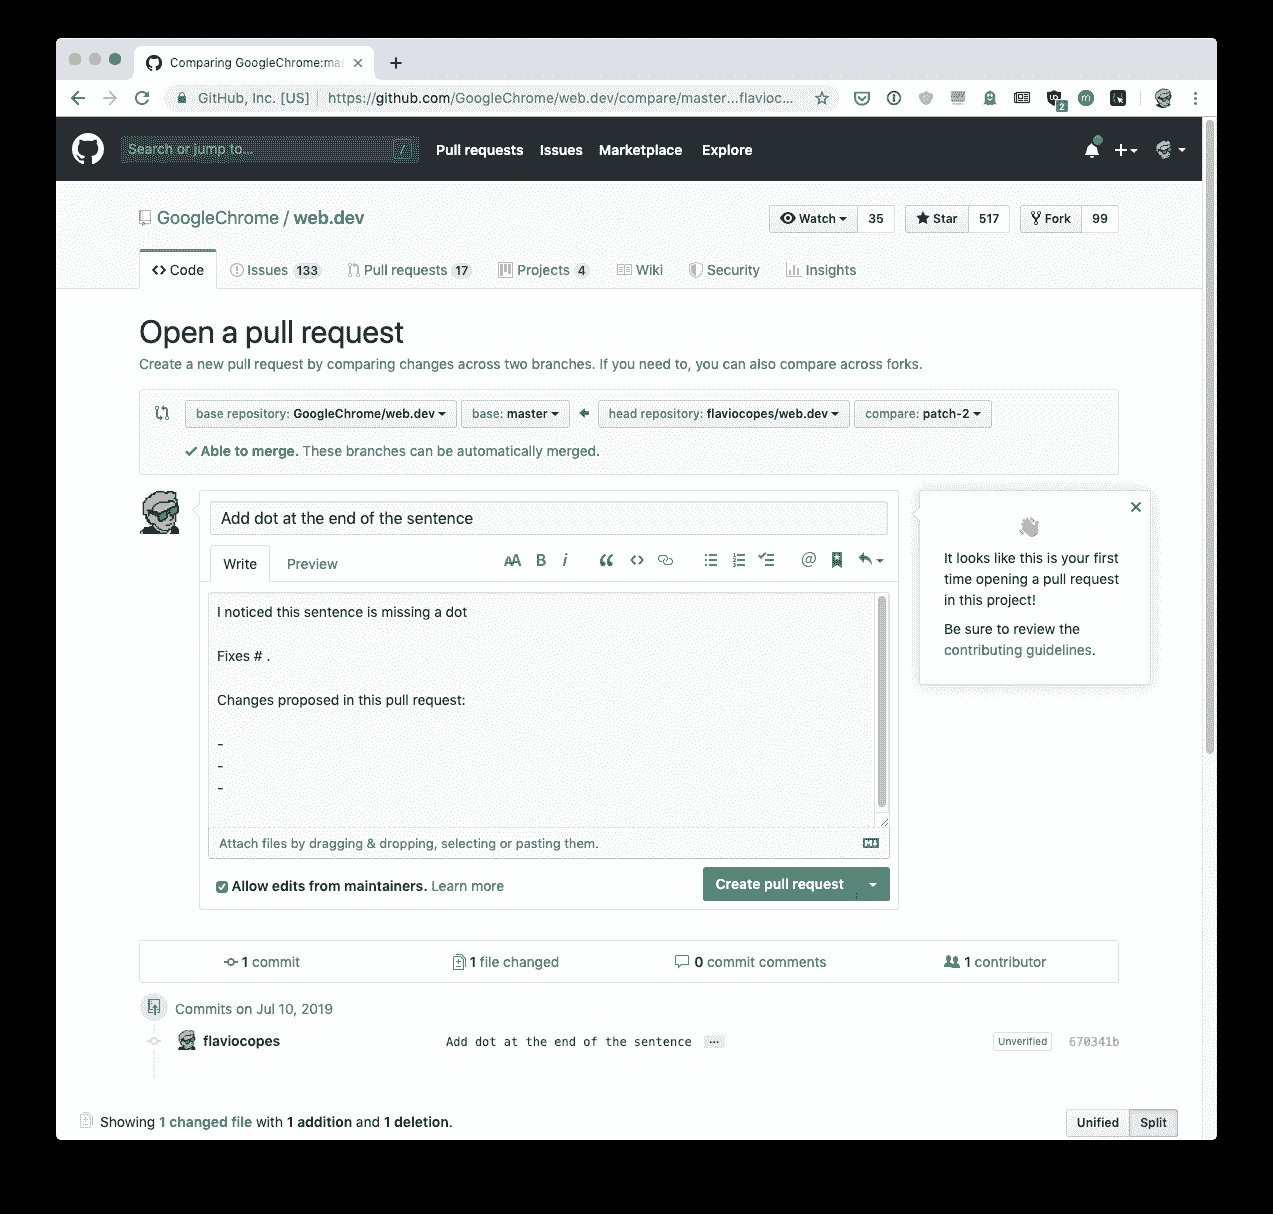 Comparing GoogleChrome:mas
GitHub, Inc. [US] https://github.com/GoogleChrome/web.dev/compare/master...flavioc...
2
m
Search or jump to... /
Pull requests Issues Marketplace Explore
GoogleChrome / web.dev
Watch 35 Star 517 Fork 99
Code Issues 133 Pull requests 17 Projects 4 Wiki Security Insights
Open a pull request
Create a new pull request by comparing changes across two branches. If you need to, you can also compare across forks.
base repository: GoogleChrome/web.dev base: master head repository: flaviocopes/web.dev compare: patch-2
Able to merge. These branches can be automatically merged.
Add dot at the end of the sentence
Write Preview AA B i @
I noticed this sentence is missing a dot
Fixes # .
Changes proposed in this pull request:
-
-
-
Attach files by dragging & dropping, selecting or pasting them.
Allow edits from maintainers. Learn more
Create pull request
It looks like this is your first
time opening a pull request
in this project!
Be sure to review the
contributing guidelines.
1 commit 1 file changed 0 commit comments 1 contributor
Commits on Jul 10, 2019
flaviocopes Add dot at the end of the sentence ... Unverified 670341b
Showing 1 changed file with 1 addition and 1 deletion.
Unified Split